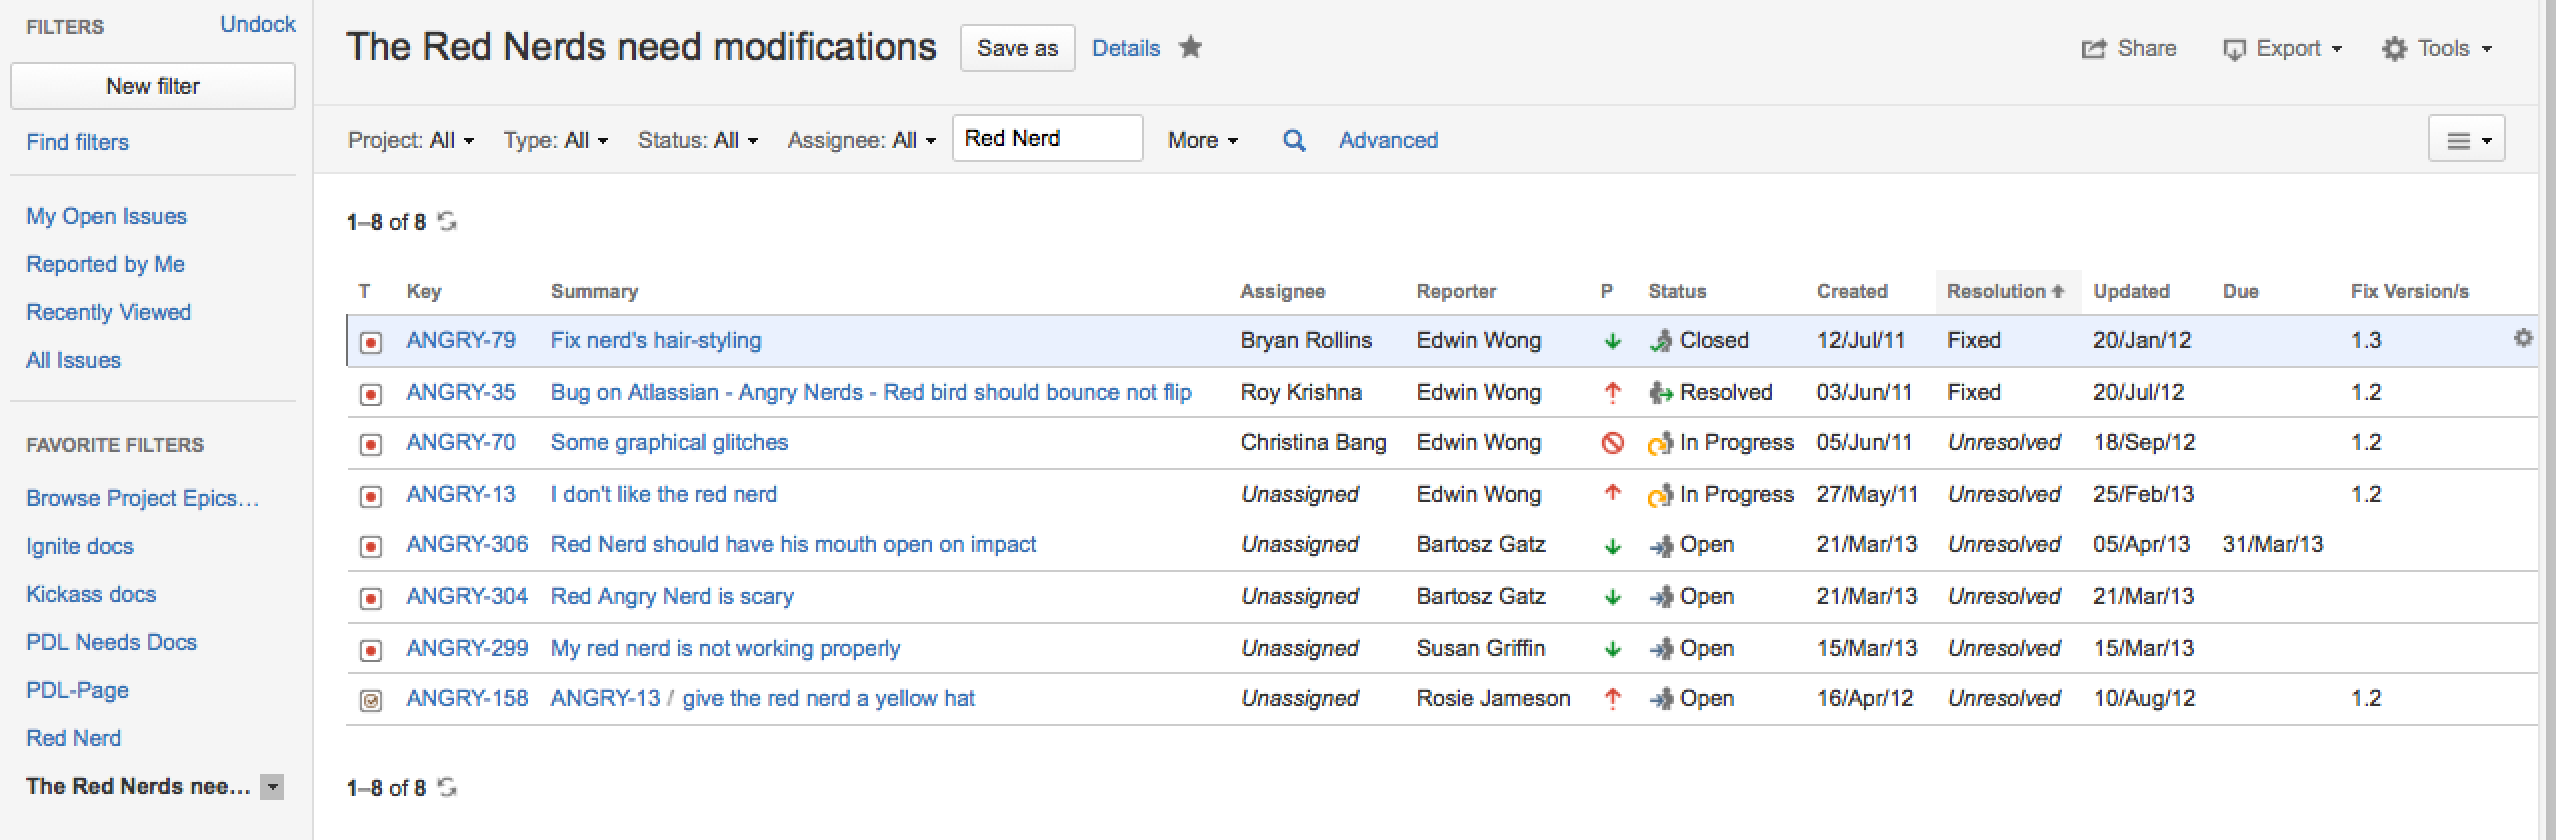 FILTERS Undock
New filter
Find filters
My Open Issues
Reported by Me
Recently Viewed
All Issues
FAVORITE FILTERS
Browse Project Epics…
Ignite docs
Kickass docs
PDL Needs Docs
PDL-Page
Red Nerd
The Red Nerds nee…
The Red Nerds need modifications Save as Details Share Export Tools
Project: All Type: All Status: All Assignee: All Red Nerd More Advanced
1–8 of 8
T Key Summary Assignee Reporter P Status Created Resolution Updated Due Fix Version/s
ANGRY-79 Fix nerd's hair-styling Bryan Rollins Edwin Wong Closed 12/Jul/11 Fixed 20/Jan/12 1.3
ANGRY-35 Bug on Atlassian - Angry Nerds - Red bird should bounce not flip Roy Krishna Edwin Wong Resolved 03/Jun/11 Fixed 20/Jul/12 1.2
ANGRY-70 Some graphical glitches Christina Bang Edwin Wong In Progress 05/Jun/11 Unresolved 18/Sep/12 1.2
ANGRY-13 I don't like the red nerd Unassigned Edwin Wong In Progress 27/May/11 Unresolved 25/Feb/13 1.2
ANGRY-306 Red Nerd should have his mouth open on impact Unassigned Bartosz Gatz Open 21/Mar/13 Unresolved 05/Apr/13 31/Mar/13
ANGRY-304 Red Angry Nerd is scary Unassigned Bartosz Gatz Open 21/Mar/13 Unresolved 21/Mar/13
ANGRY-299 My red nerd is not working properly Unassigned Susan Griffin Open 15/Mar/13 Unresolved 15/Mar/13
ANGRY-158 ANGRY-13 / give the red nerd a yellow hat Unassigned Rosie Jameson Open 16/Apr/12 Unresolved 10/Aug/12 1.2
1–8 of 8